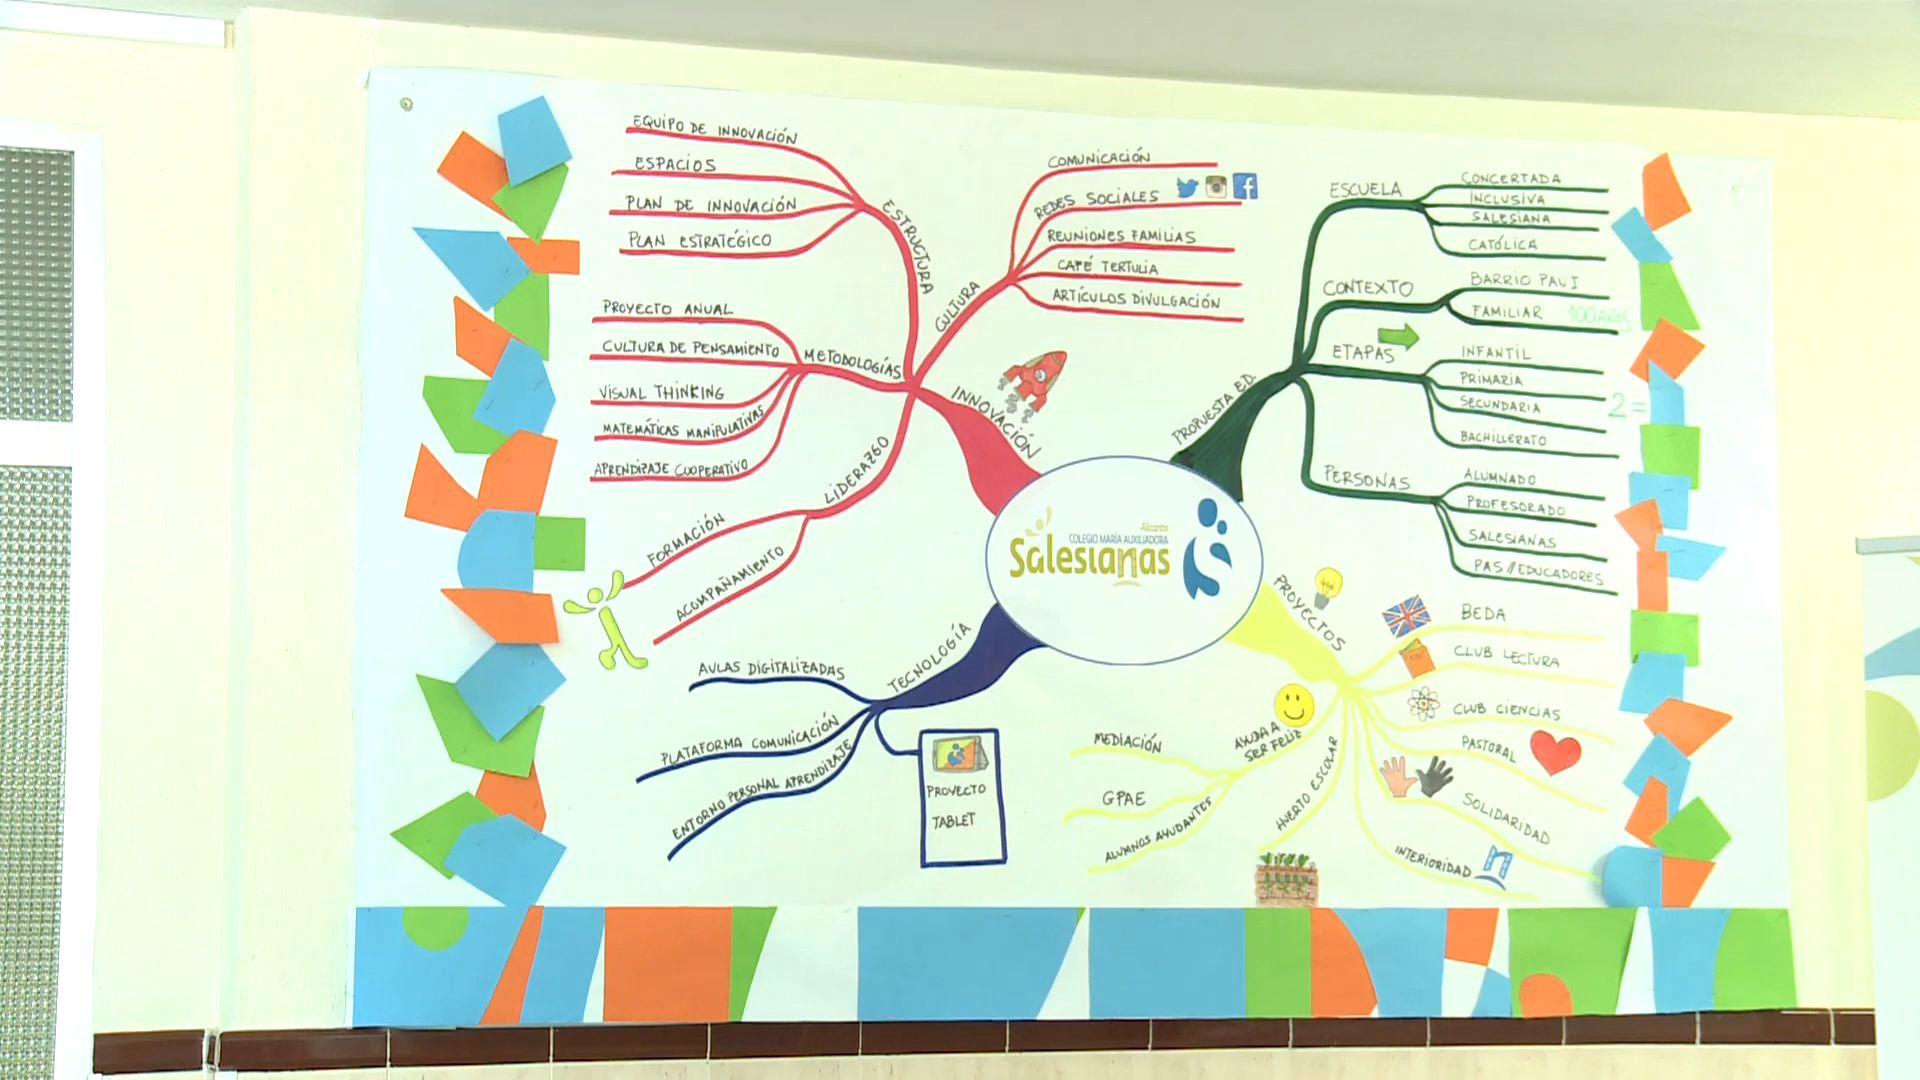 EQUIPO DE INNOVACIÓN
ESPACIOS
PLAN DE INNOVACIÓN
PLAN ESTRATÉGICO
ESTRUCTURA
PROYECTO ANUAL
CULTURA DE PENSAMIENTO
VISUAL THINKING
MATEMÁTICAS MANIPULATIVAS
APRENDIZAJE COOPERATIVO
METODOLOGÍAS
LIDERAZGO
FORMACIÓN
ACOMPAÑAMIENTO
CULTURA
COMUNICACIÓN
REDES SOCIALES
REUNIONES FAMILIAS
CAFÉ TERTULIA
ARTÍCULOS DIVULGACIÓN
INNOVACIÓN
PROPUESTA ED.
ESCUELA
CONCERTADA
INCLUSIVA
SALESIANA
CATÓLICA
CONTEXTO
BARRIO PAU I
FAMILIAR 100 AÑOS
ETAPAS
INFANTIL
PRIMARIA
SECUNDARIA 2=
BACHILLERATO
PERSONAS
ALUMNADO
PROFESORADO
SALESIANAS
PAS//EDUCADORES
Alicante
COLEGIO MARÍA AUXILIADORA
Salesianas
TECNOLOGÍA
AULAS DIGITALIZADAS
PLATAFORMA COMUNICACIÓN
ENTORNO PERSONAL APRENDIZAJE
PROYECTO
TABLET
PROYECTOS
BEDA
CLUB LECTURA
CLUB CIENCIAS
PASTORAL
SOLIDARIDAD
INTERIORIDAD
HUERTO ESCOLAR
AYUDA A
SER FELIZ
MEDIACIÓN
GPAE
ALUMNOS AYUDANTES